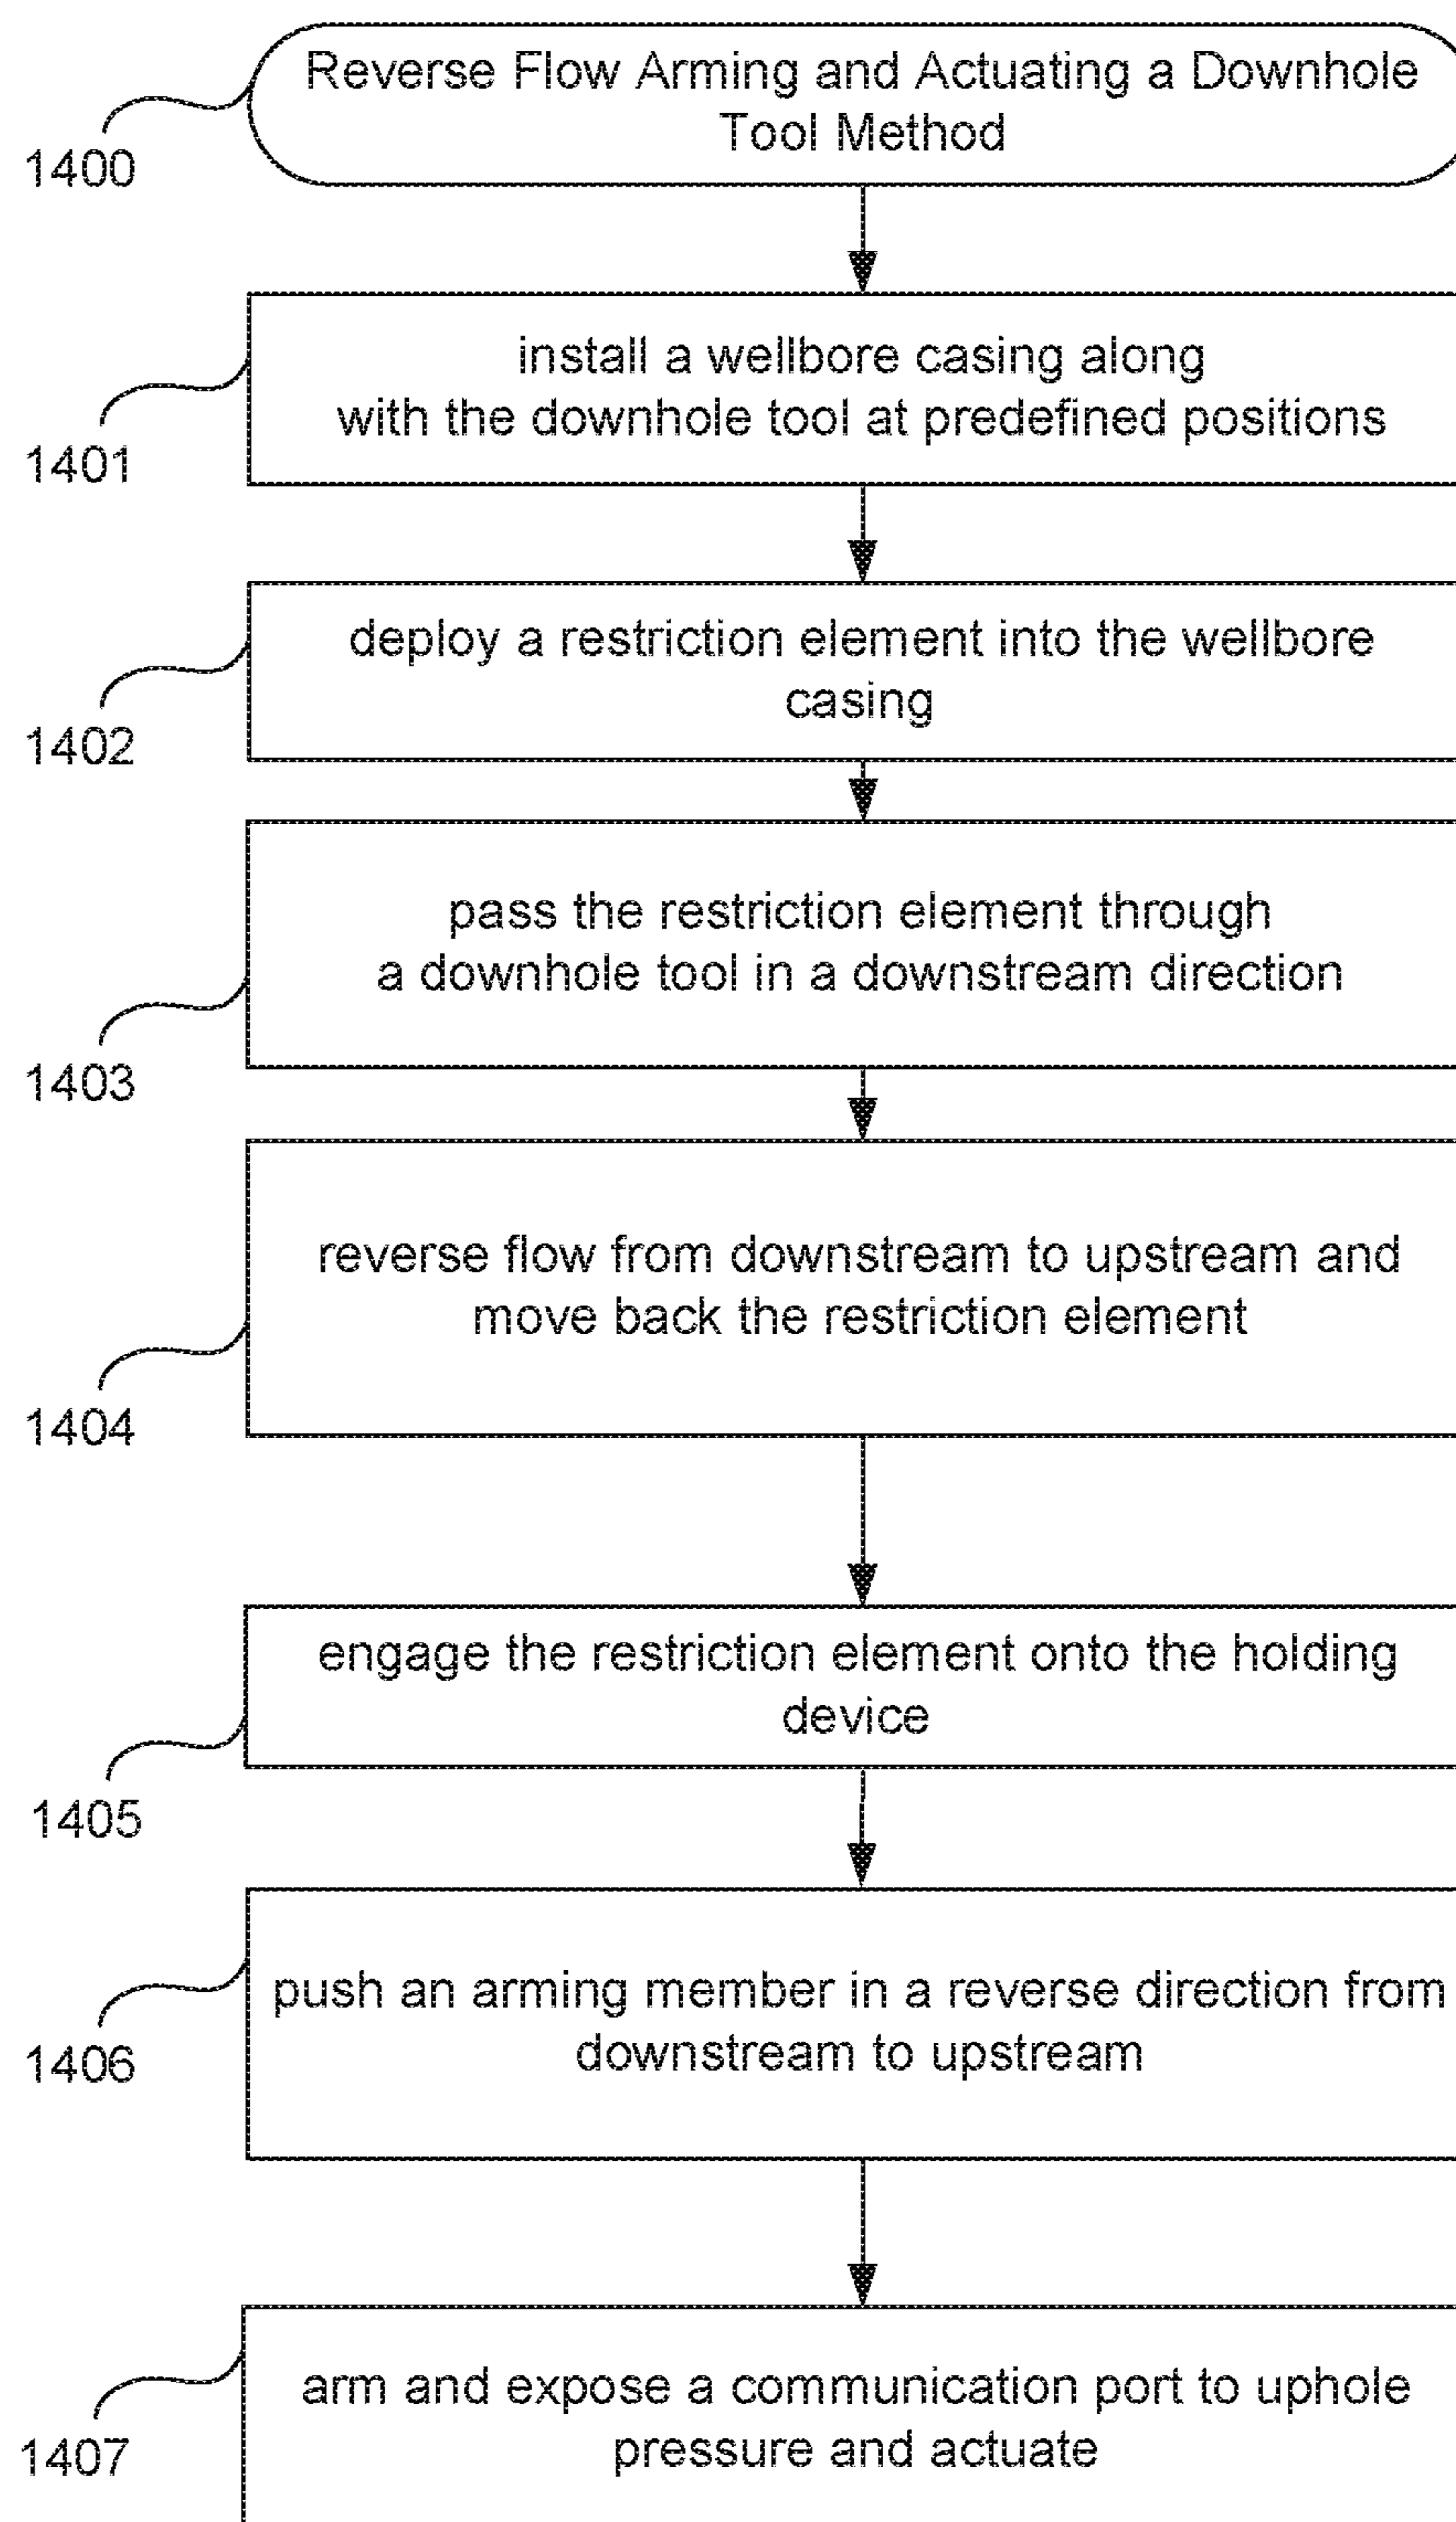 Reverse Flow Arming and Actuating a Downhole
Tool Method
1400
install a wellbore casing along
with the downhole tool at predefined positions
1401
deploy a restriction element into the wellbore
casing
1402
pass the restriction element through
a downhole tool in a downstream direction
1403
reverse flow from downstream to upstream and
move back the restriction element
1404
engage the restriction element onto the holding
device
1405
push an arming member in a reverse direction from
downstream to upstream
1406
arm and expose a communication port to uphole
pressure and actuate
1407